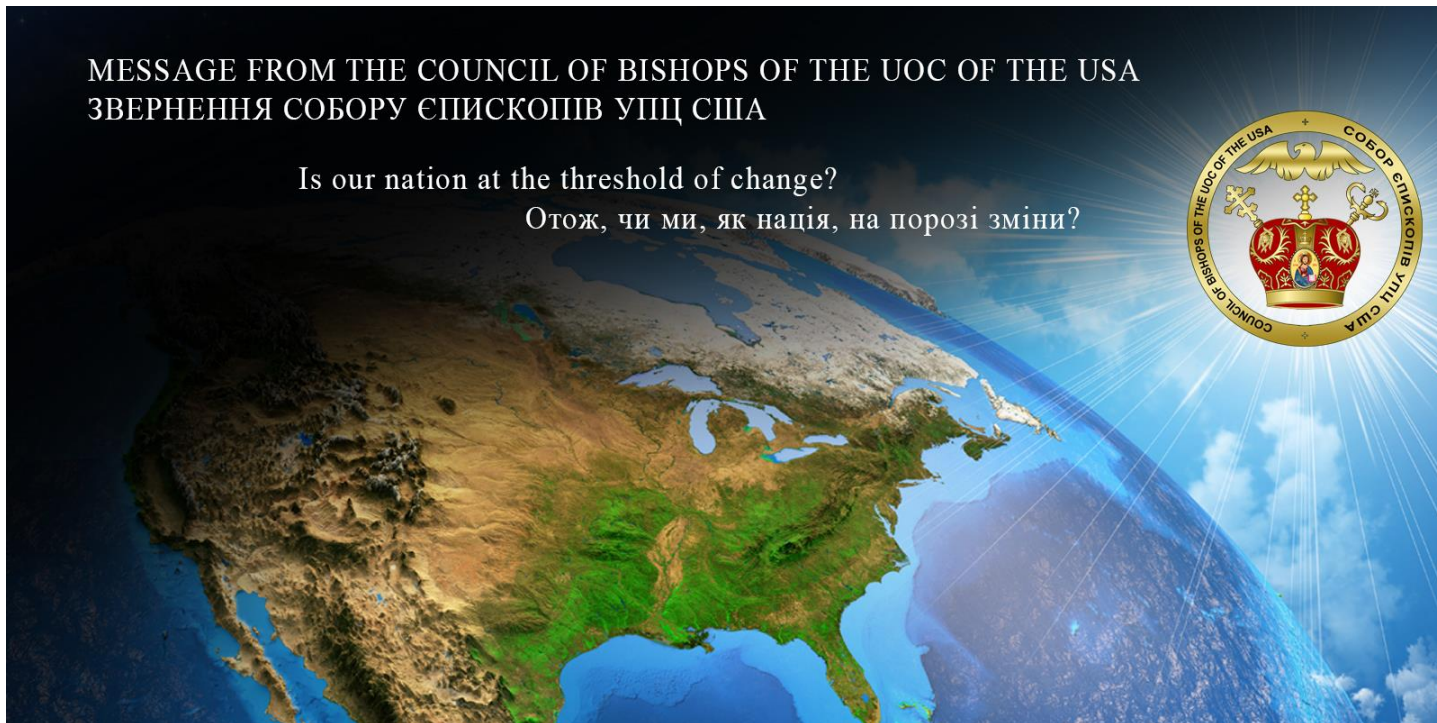 MESSAGE FROM THE COUNCIL OF BISHOPS OF THE UOC OF THE USA
ЗВЕРНЕННЯ СОБОРУ ЄПИСКОПІВ УПЦ США
Is our nation at the threshold of change?
Отож, чи ми, як нація, на порозі зміни?
COUNCIL OF BISHOPS OF THE UOC OF THE USA
СОБОР ЄПИСКОПІВ УПЦ США